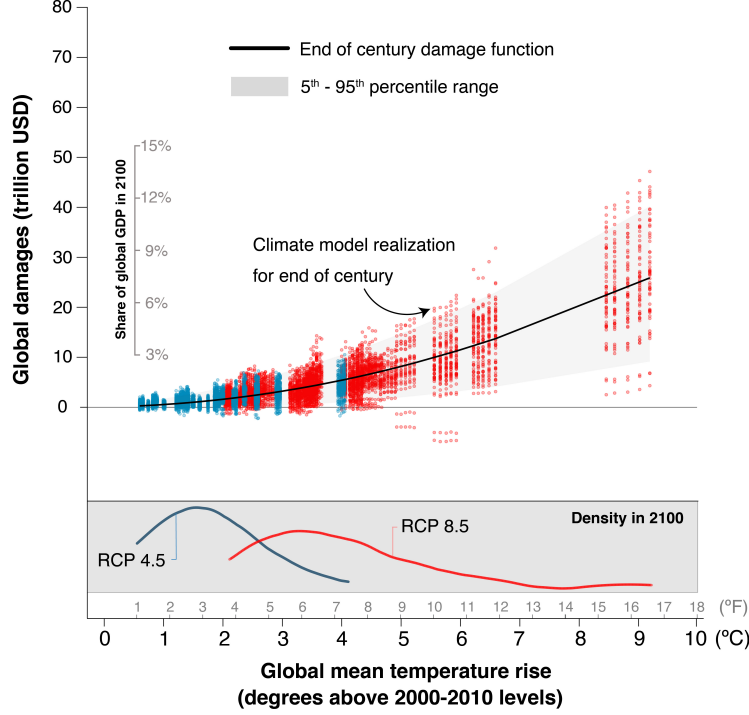 80
70
60
50
40
30
20
10
0
Global damages (trillion USD)
End of century damage function
5th - 95th percentile range
15%
12%
9%
6%
3%
Share of global GDP in 2100
Climate model realization
for end of century
Density in 2100
RCP 4.5
RCP 8.5
1 2 3 4 5 6 7 8 9 10 11 12 13 14 15 16 17 18 (ºF)
0 1 2 3 4 5 6 7 8 9 10 (ºC)
Global mean temperature rise
(degrees above 2000-2010 levels)